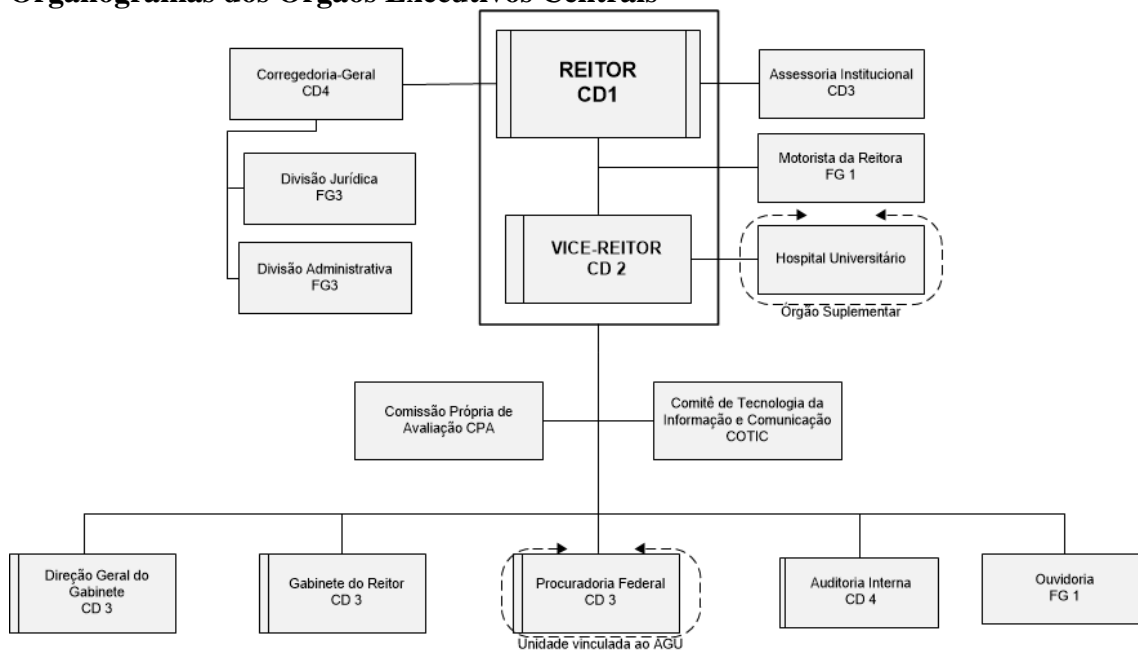 Organogramas dos Órgãos Executivos Centrais
REITOR
CD1
Corregedoria-Geral
CD4
Assessoria Institucional
CD3
Divisão Jurídica
FG3
Motorista da Reitora
FG 1
Divisão Administrativa
FG3
VICE-REITOR
CD 2
Hospital Universitário
Órgão Suplementar
Comissão Própria de
Avaliação CPA
Comitê de Tecnologia da
Informação e Comunicação
COTIC
Direção Geral do
Gabinete
CD 3
Gabinete do Reitor
CD 3
Procuradoria Federal
CD 3
Unidade vinculada ao AGU
Auditoria Interna
CD 4
Ouvidoria
FG 1